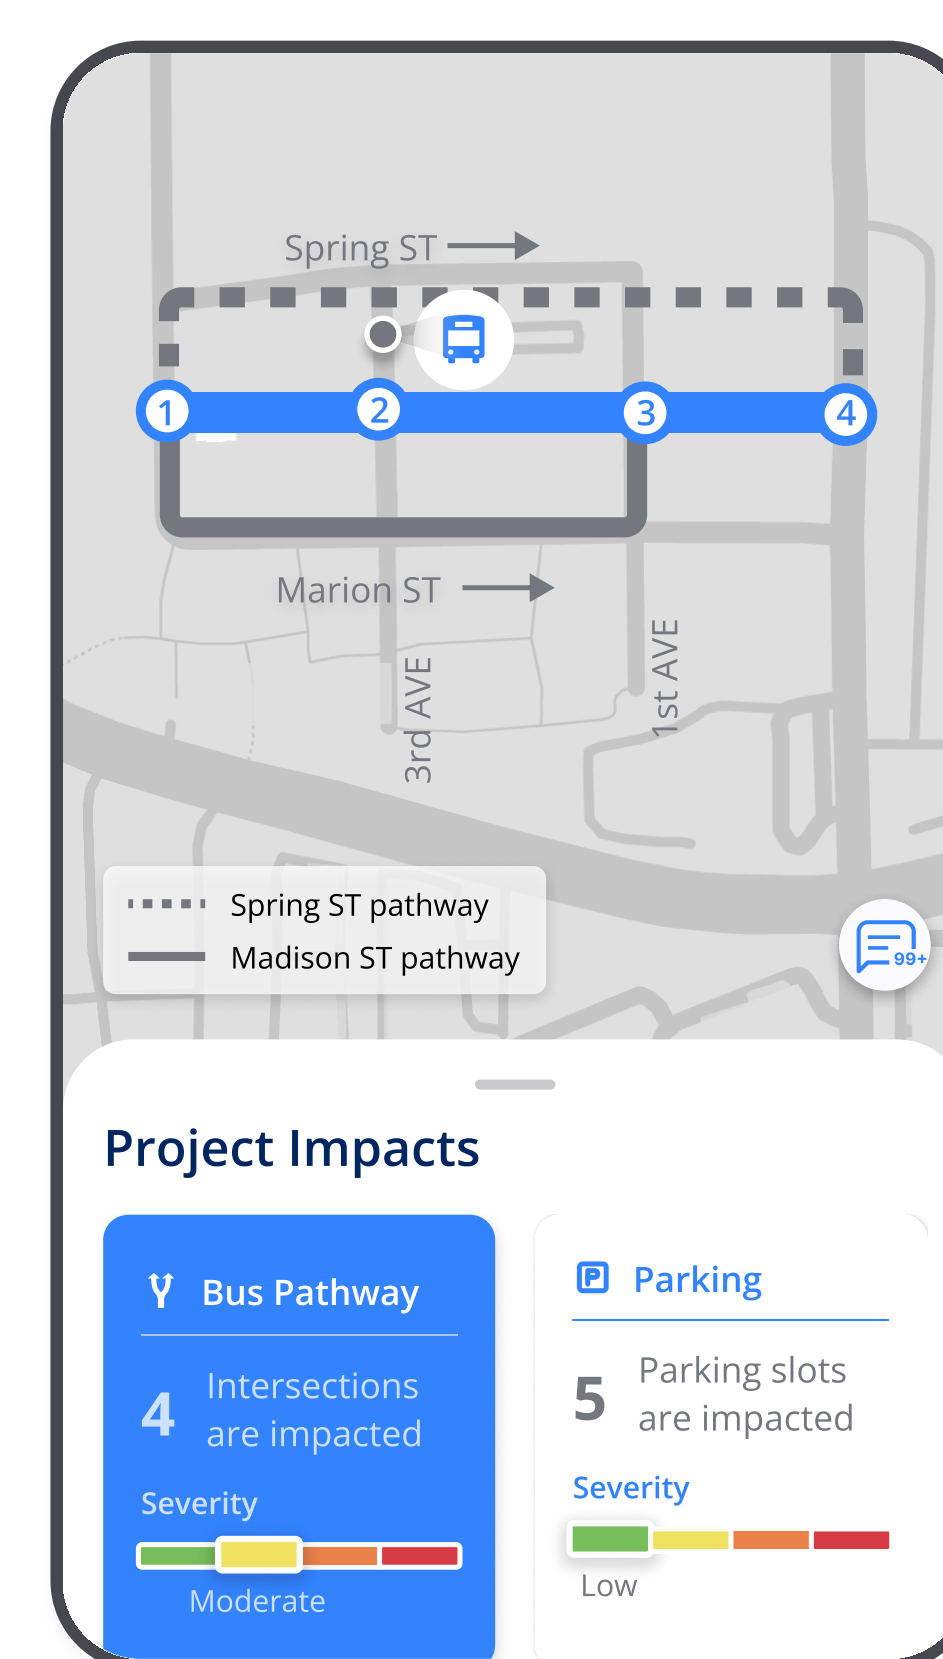 Spring ST
1
2
3
4
Marion ST
1st AVE
3rd AVE
Spring ST pathway
Madison ST pathway
99+
Project Impacts
Bus Pathway
4
Intersections
are impacted
Severity
Moderate
P
Parking
5
Parking slots
are impacted
Severity
Low